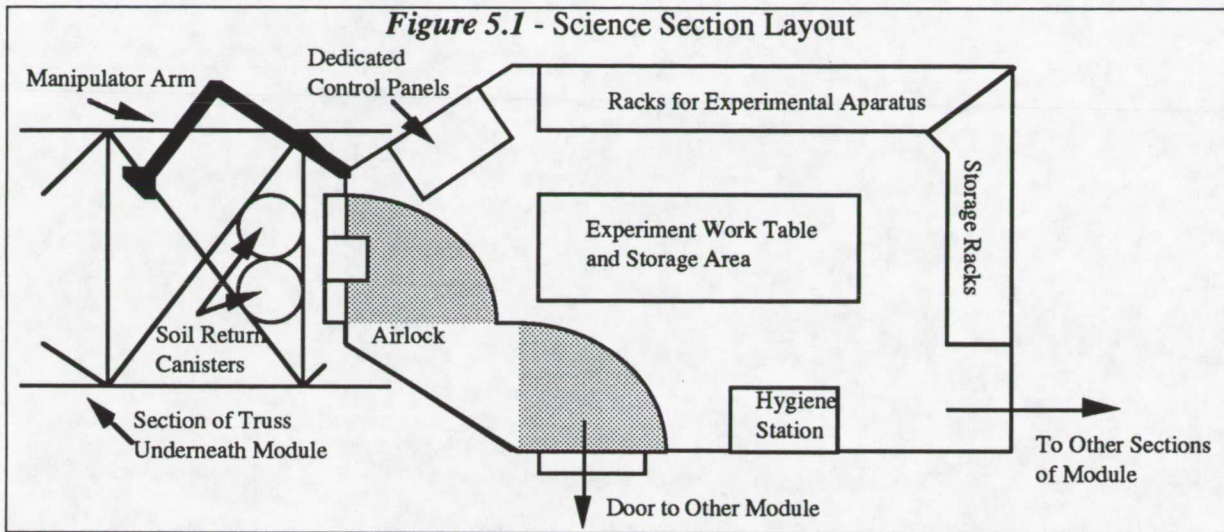 Figure 5.1 - Science Section Layout
Manipulator Arm
Dedicated
Control Panels
Racks for Experimental Apparatus
Storage Racks
Experiment Work Table
and Storage Area
Soil Return
Canisters
Airlock
Section of Truss
Underneath Module
Hygiene
Station
To Other Sections
of Module
Door to Other Module